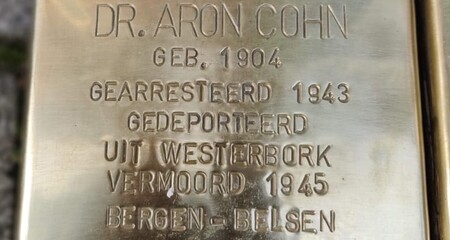 DR. ARON COHN
GEB. 1904
GEARRESTEERD 1943
GEDEPORTEERD
UIT WESTERBORK
VERMOORD 1945
BERGEN-BELSEN